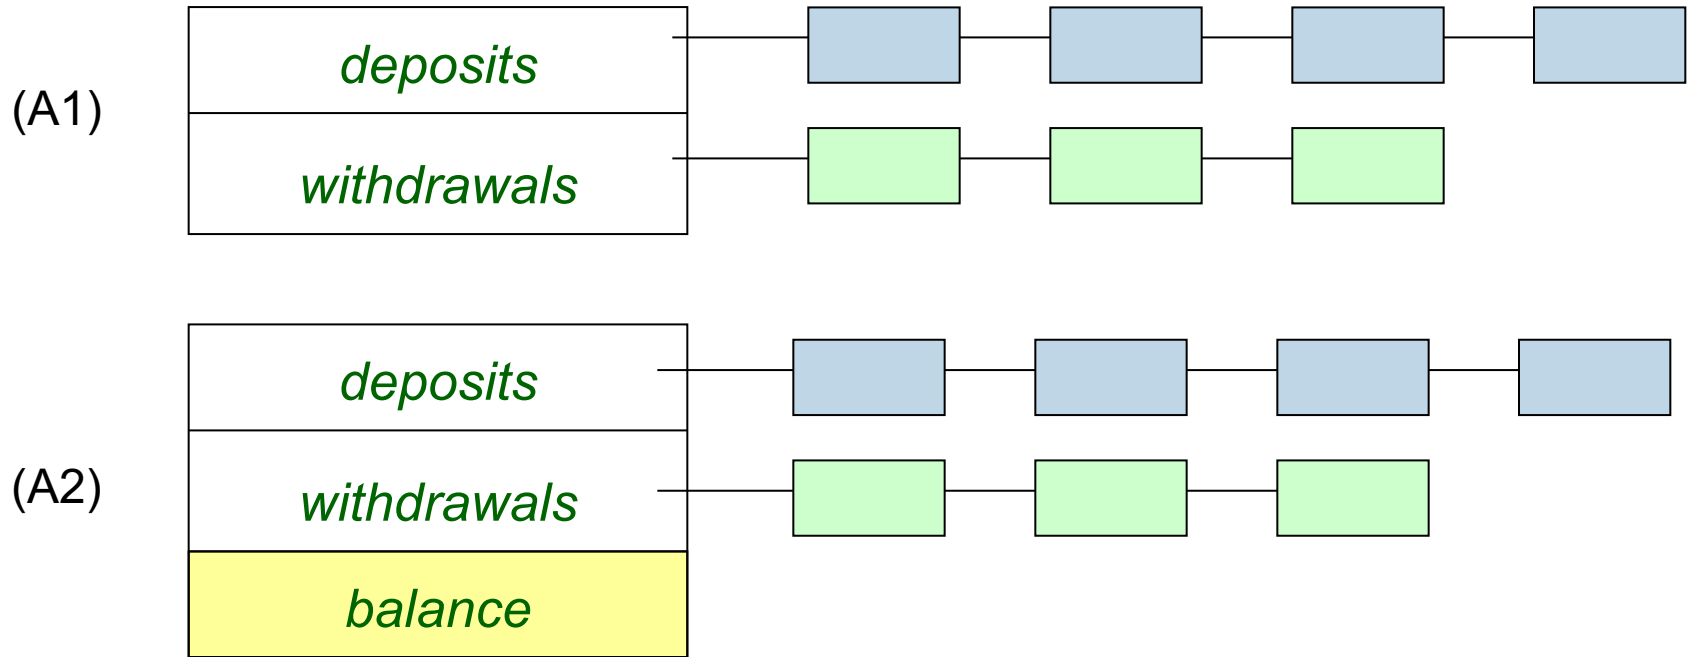 (A1)
deposits
withdrawals
(A2)
deposits
withdrawals
balance